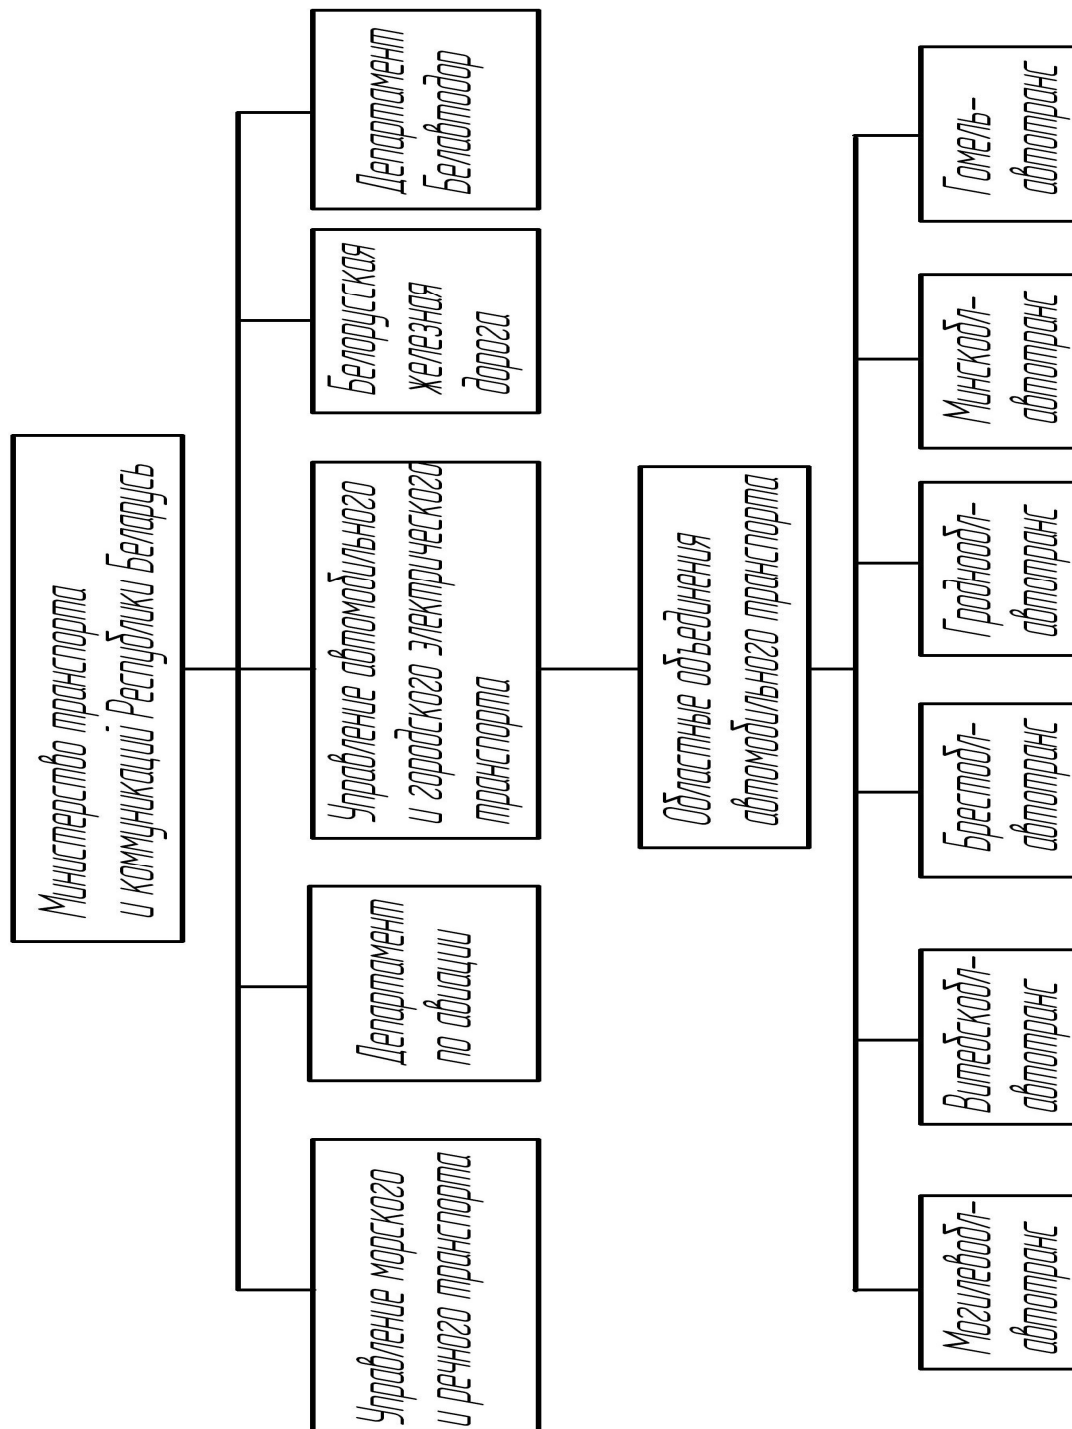 Министерство транспорта
и коммуникаций Республики Беларусь
Управление морского
и речного транспорта
Департамент
по авиации
Управление автомобильного
и городского электрического
транспорта
Белорусская
железная
дорога
Департамент
Белавтодор
Областные объединения
автомобильного транспорта
Могилевобл-
автотранс
Витебскобл-
автотранс
Брестобл-
автотранс
Гроднообл-
автотранс
Минскобл-
автотранс
Гомель-
автотранс